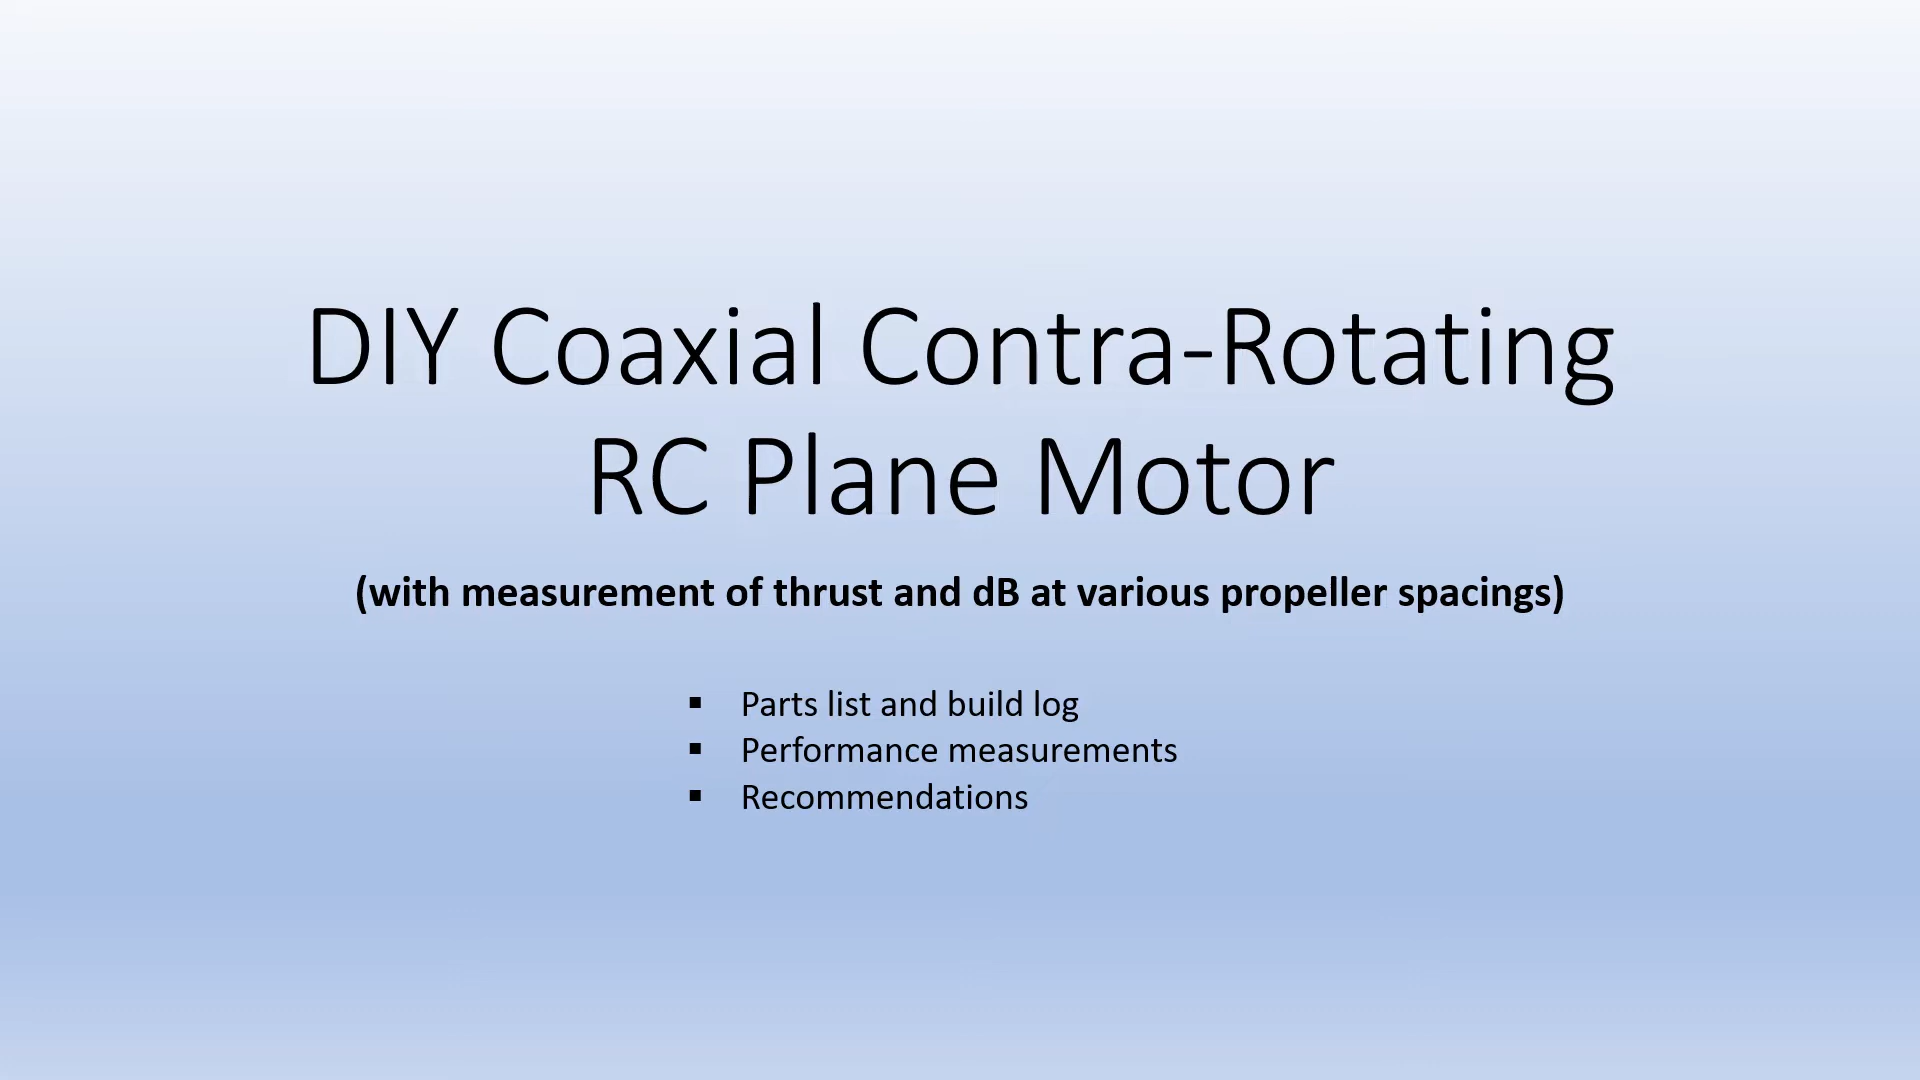 DIY Coaxial Contra-Rotating
RC Plane Motor
(with measurement of thrust and dB at various propeller spacings)
▪ Parts list and build log
▪ Performance measurements
▪ Recommendations